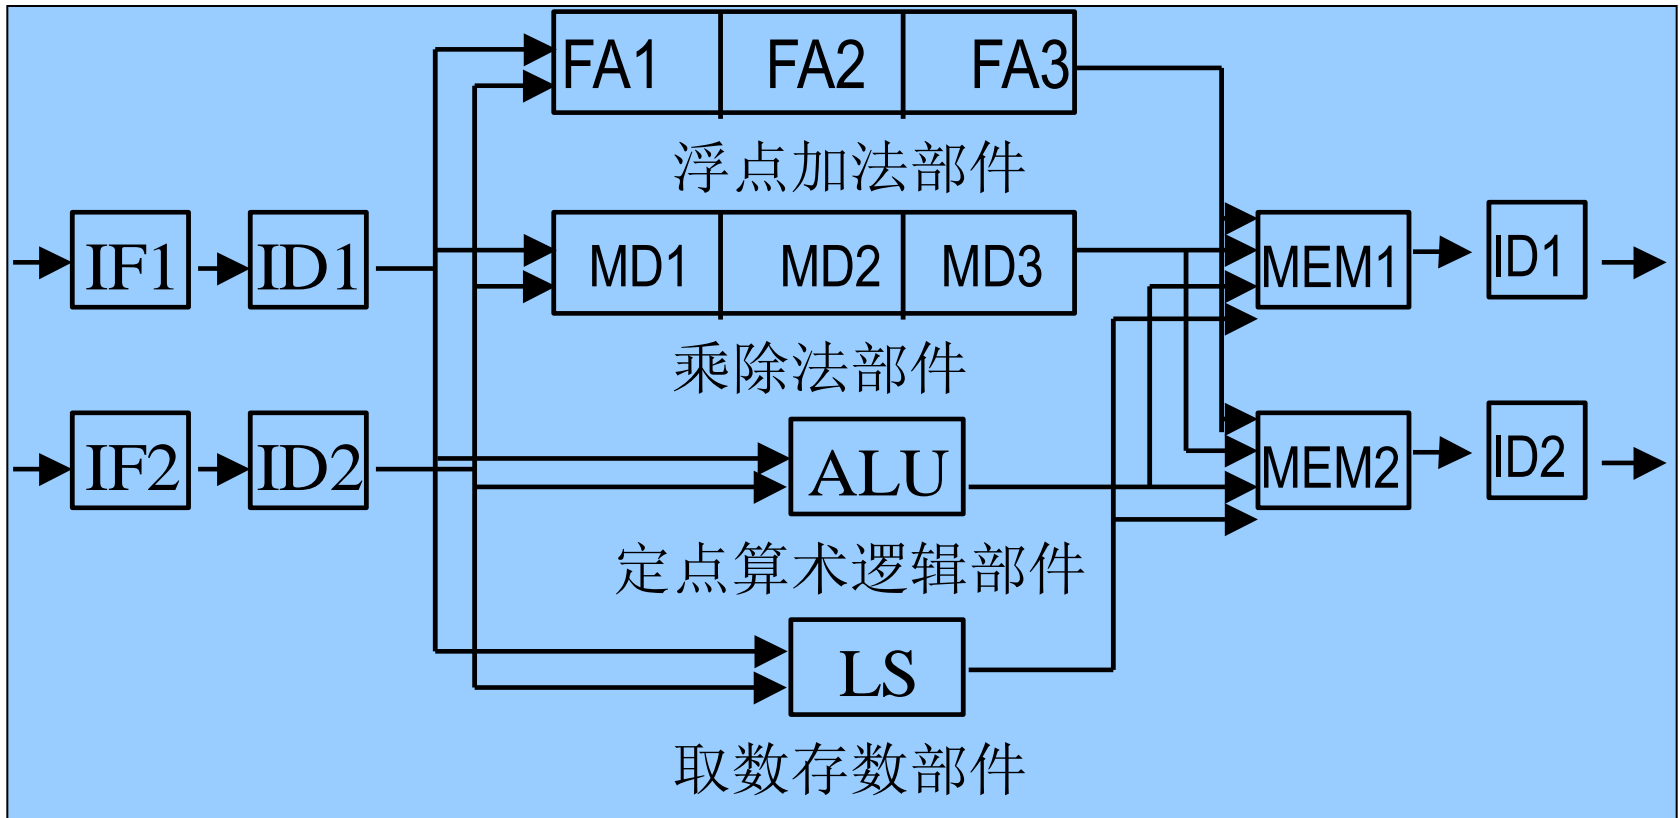 FA1 FA2 FA3
浮点加法部件
IF1 ID1 MD1 MD2 MD3 MEM1 ID1
乘除法部件
IF2 ID2 ALU MEM2 ID2
定点算术逻辑部件
LS
取数存数部件